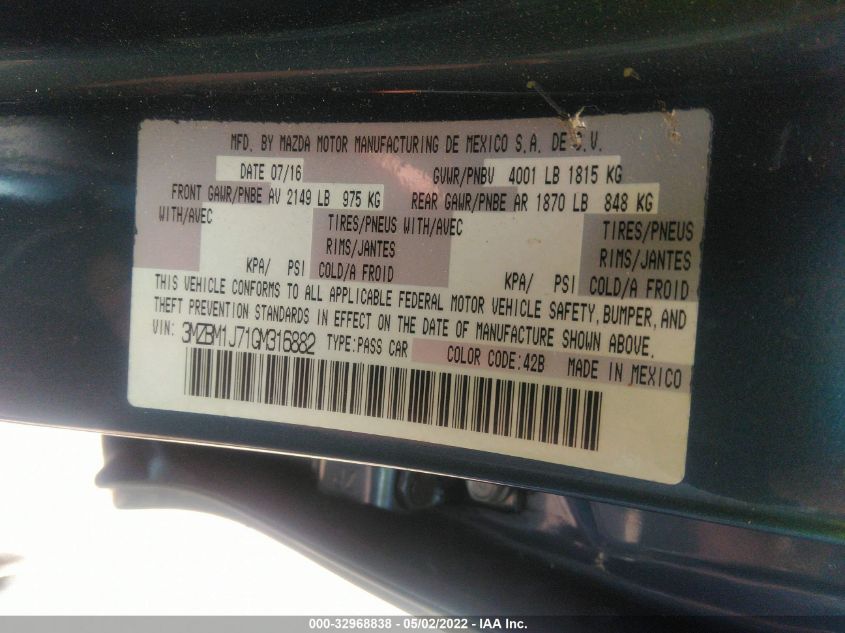 MFD. BY MAZDA MOTOR MANUFACTURING DE MEXICO S.A. DE C.V.
DATE 07/16 GVWR/PNBV 4001 LB 1815 KG
FRONT GAWR/PNBE AV 2149 LB 975 KG REAR GAWR/PNBE AR 1870 LB 848 KG
WITH/AVEC TIRES/PNEUS WITH/AVEC TIRES/PNEUS
RIMS/JANTES RIMS/JANTES
KPA/ PSI COLD/A FROID KPA/ PSI COLD/A FROID
THIS VEHICLE CONFORMS TO ALL APPLICABLE FEDERAL MOTOR VEHICLE SAFETY, BUMPER, AND
THEFT PREVENTION STANDARDS IN EFFECT ON THE DATE OF MANUFACTURE SHOWN ABOVE.
VIN: 3MZBM1J71GM316882 TYPE:PASS CAR COLOR CODE:42B MADE IN MEXICO
000-32968838 - 05/02/2022 - IAA Inc.